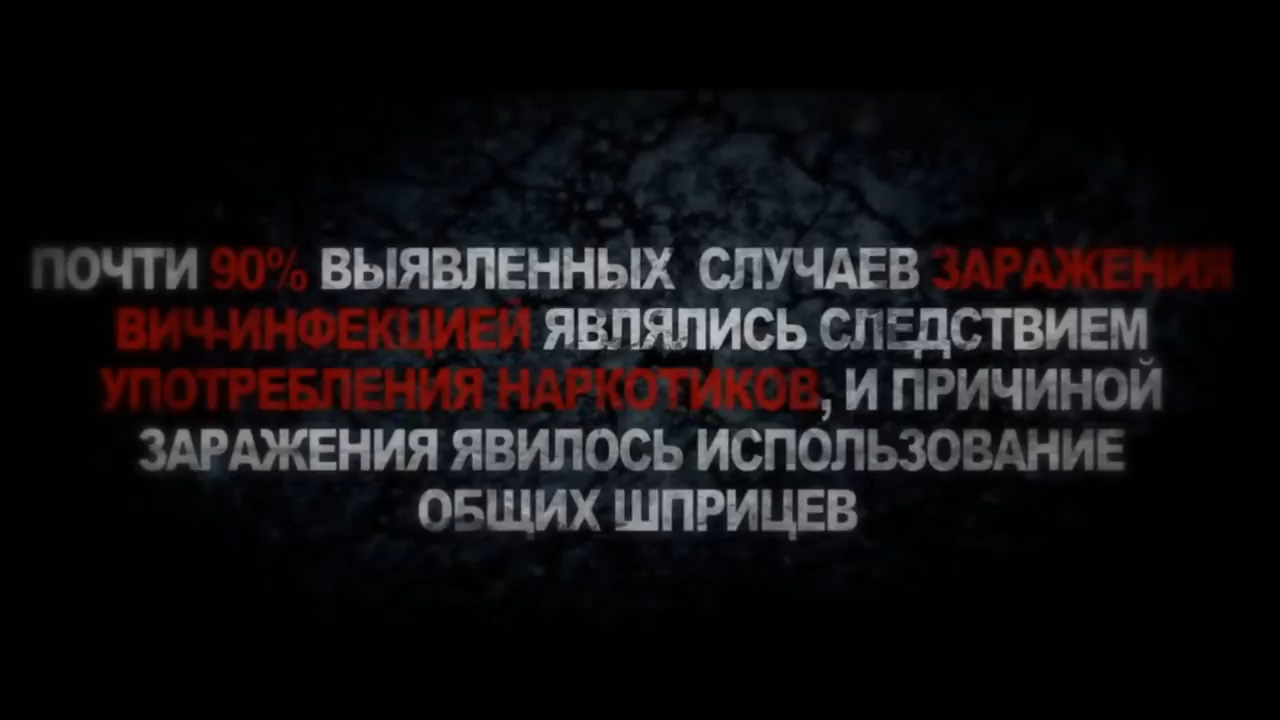 ПОЧТИ 90% ВЫЯВЛЕННЫХ СЛУЧАЕВ ЗАРАЖЕНИЯ
ВИЧ-ИНФЕКЦИЕЙ ЯВЛЯЛИСЬ СЛЕДСТВИЕМ
УПОТРЕБЛЕНИЯ НАРКОТИКОВ, И ПРИЧИНОЙ
ЗАРАЖЕНИЯ ЯВИЛОСЬ ИСПОЛЬЗОВАНИЕ
ОБЩИХ ШПРИЦЕВ